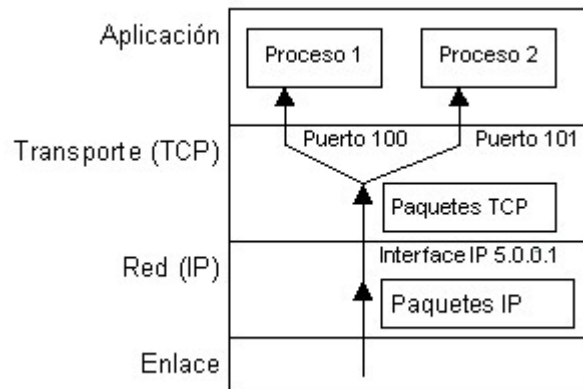 Aplicación
Proceso 1
Proceso 2
Puerto 100
Puerto 101
Transporte (TCP)
Paquetes TCP
Interface IP 5.0.0.1
Red (IP)
Paquetes IP
Enlace